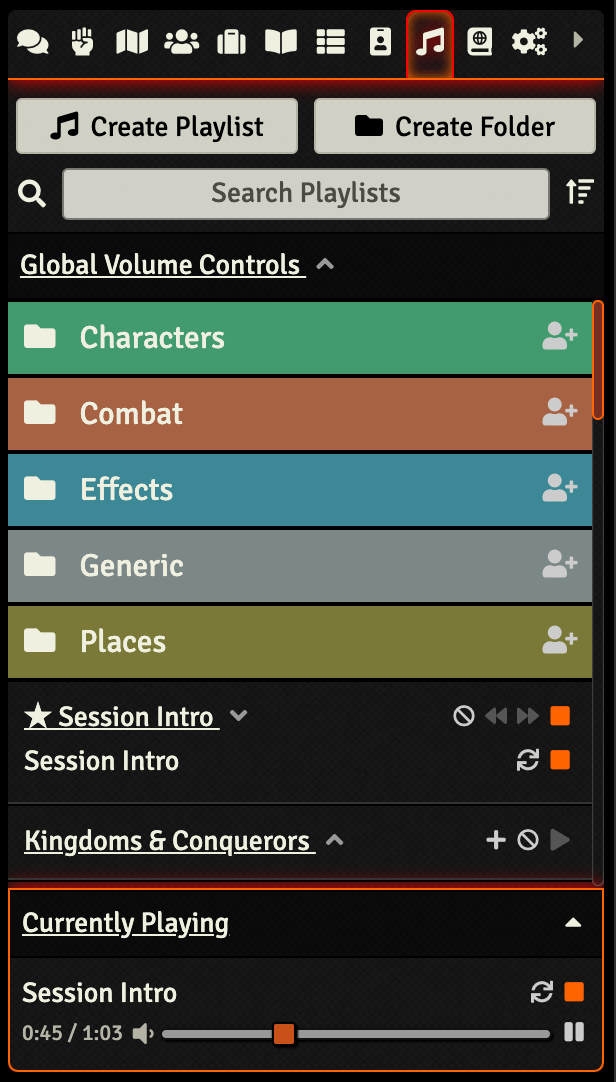 Create Playlist
Create Folder
Search Playlists
Global Volume Controls
Characters
Combat
Effects
Generic
Places
★ Session Intro
Session Intro
Kingdoms & Conquerors
Currently Playing
Session Intro
0:45 / 1:03